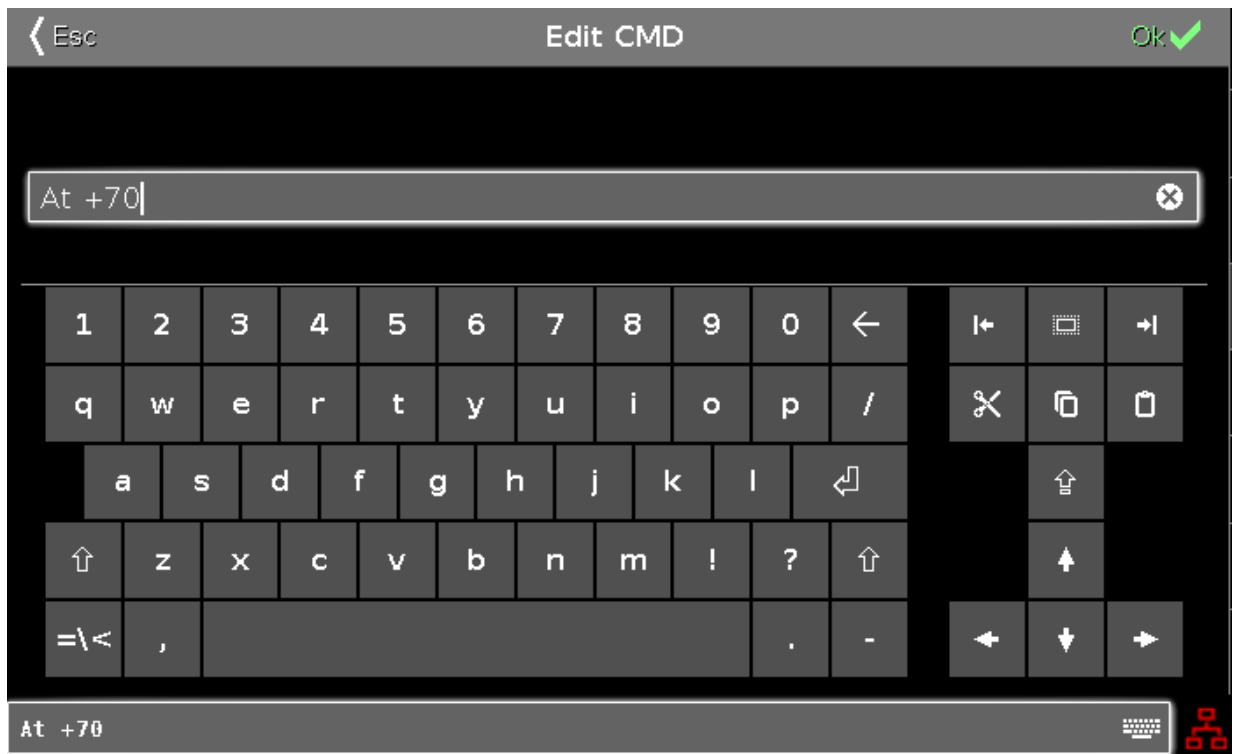 Esc Edit CMD Ok
At +70
1 2 3 4 5 6 7 8 9 0
q w e r t y u i o p /
a s d f g h j k l
z x c v b n m ! ?
=\< , . -
At +70